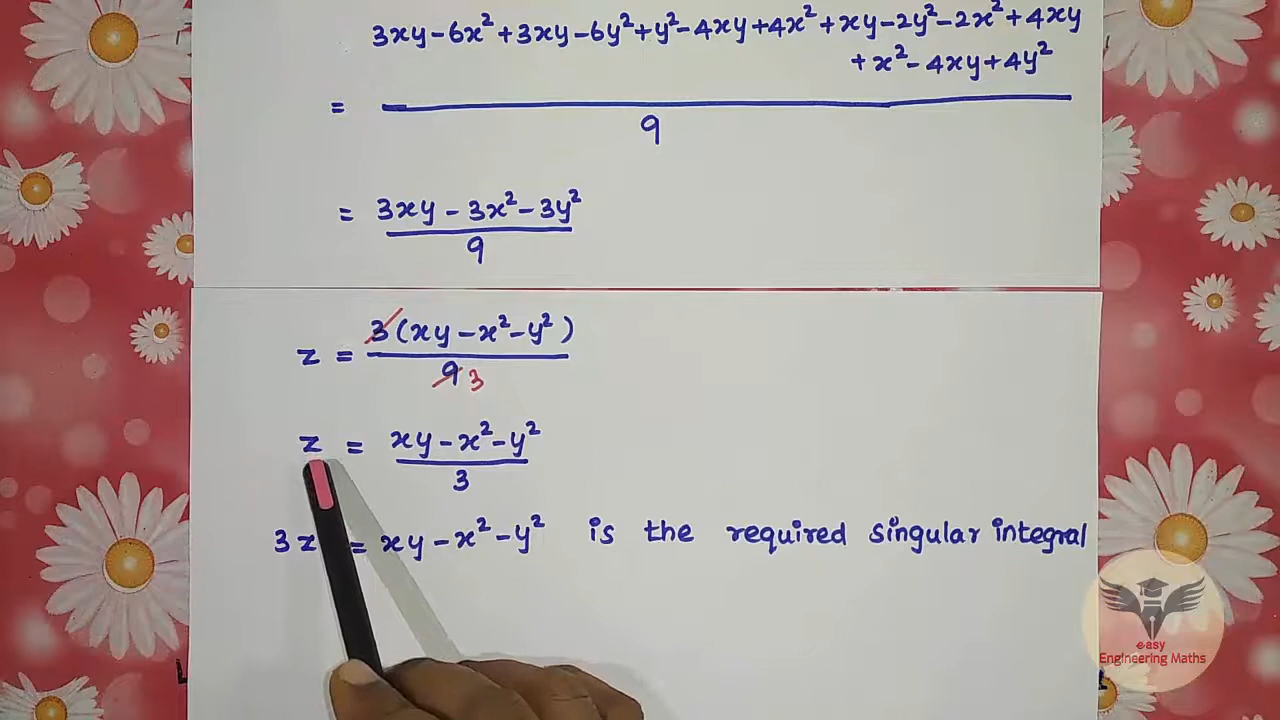 3xy-6x²+3xy-6y²+y²-4xy+4x²+xy-2y²-2x²+4xy
+x²-4xy+4y²
=
9
= 3xy-3x²-3y²
9
z = 3(xy-x²-y²)
9 3
z = xy-x²-y²
3
3z = xy-x²-y² is the required singular integral
easy
Engineering Maths